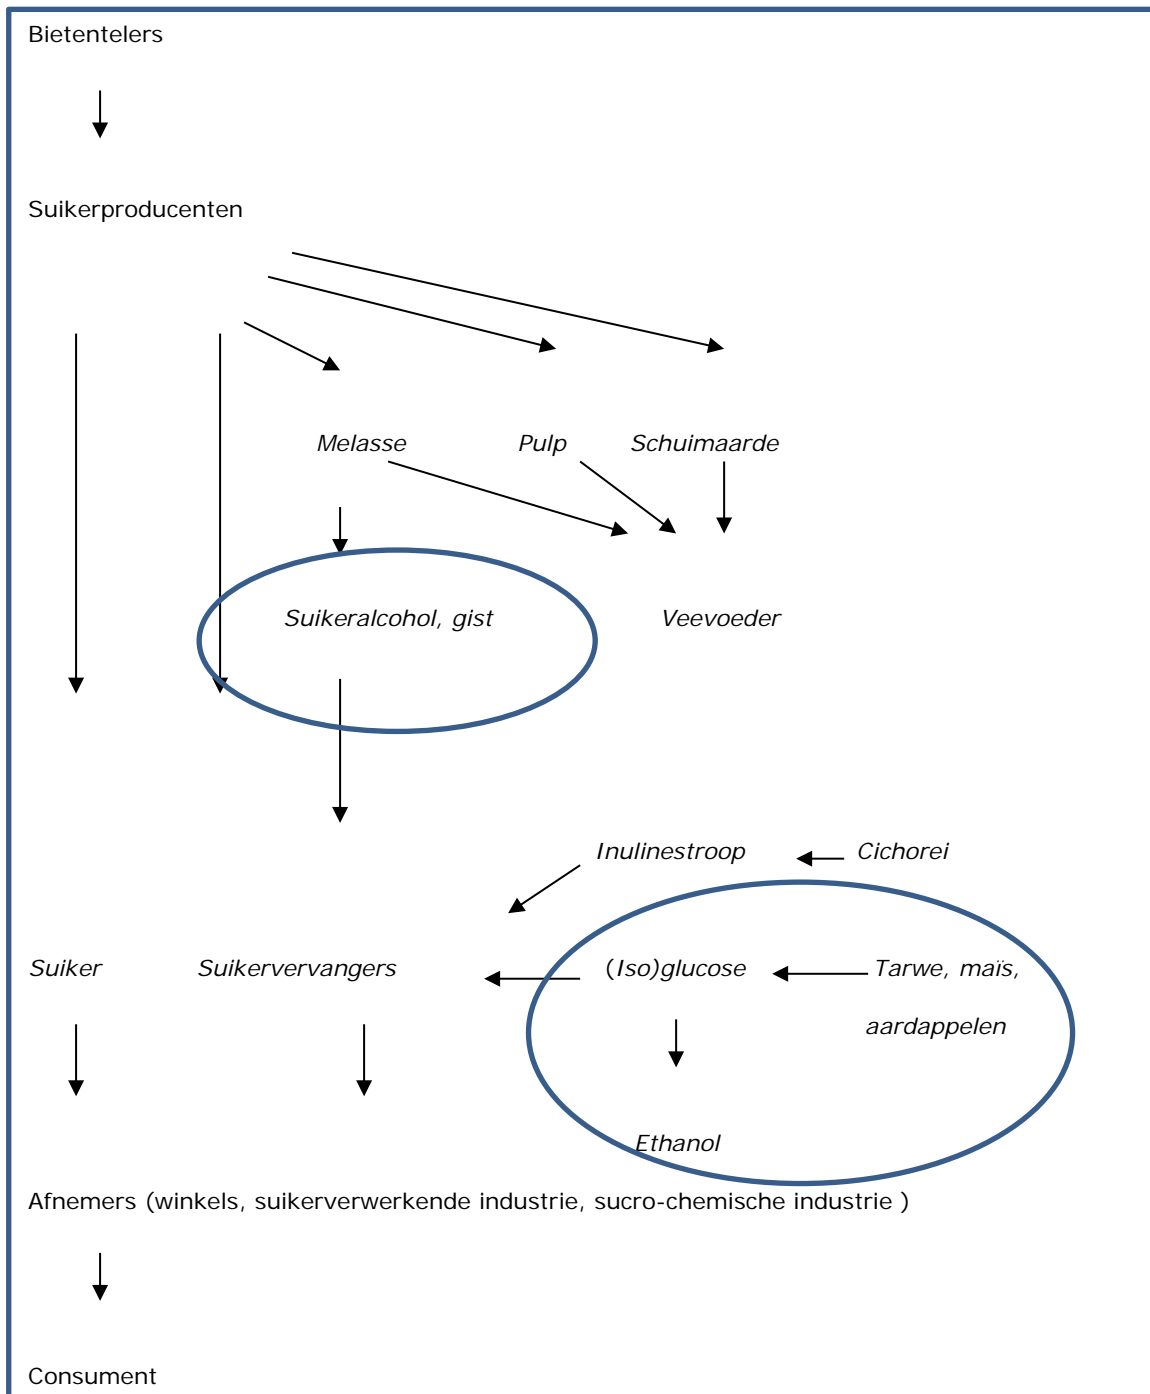 Bietentelers
Suikerproducenten
Melasse Pulp Schuimaarde
Suikeralcohol, gist Veevoeder
Inulinestroop Cichorei
Suiker Suikervervangers (Iso)glucose Tarwe, maïs,
aardappelen
Ethanol
Afnemers (winkels, suikerverwerkende industrie, sucro-chemische industrie )
Consument